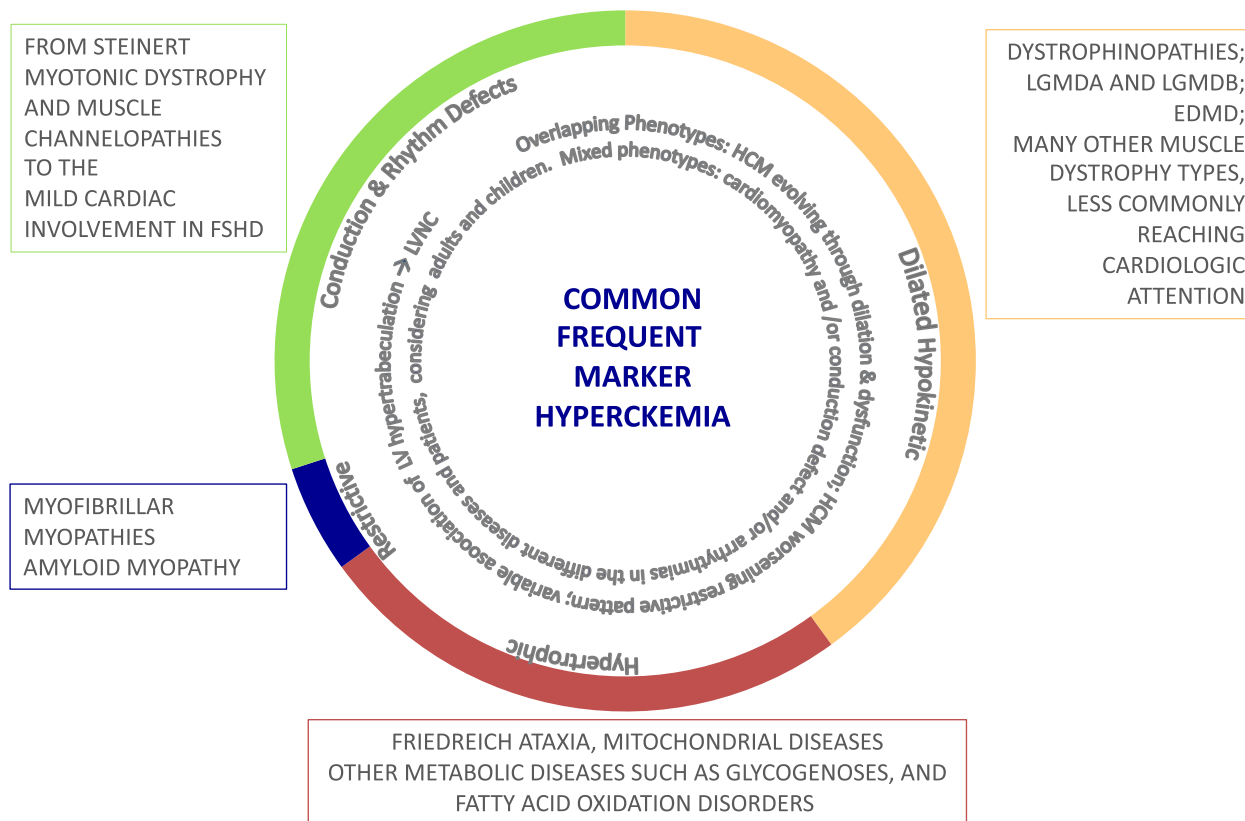 FROM STEINERT
MYOTONIC DYSTROPHY
AND MUSCLE
CHANNELOPATHIES
TO THE
MILD CARDIAC
INVOLVEMENT IN FSHD
DYSTROPHINOPATHIES;
LGMDA AND LGMDB;
EDMD;
MANY OTHER MUSCLE
DYSTROPHY TYPES,
LESS COMMONLY
REACHING
CARDIOLOGIC
ATTENTION
Conduction & Rhythm Defects
Dilated Hypokinetic
Overlapping Phenotypes: HCM evolving through dilation & dysfunction; HCM worsening restrictive pattern; variable asoociation of LV hypertrabeculation → LVNC
Mixed phenotypes: cardiomyopathy and /or conduction defect and/or arrhythmias in the different diseases and patients, considering adults and children.
COMMON
FREQUENT
MARKER
HYPERCKEMIA
Restrictive
MYOFIBRILLAR
MYOPATHIES
AMYLOID MYOPATHY
Hypertrophic
FRIEDREICH ATAXIA, MITOCHONDRIAL DISEASES
OTHER METABOLIC DISEASES SUCH AS GLYCOGENOSES, AND
FATTY ACID OXIDATION DISORDERS